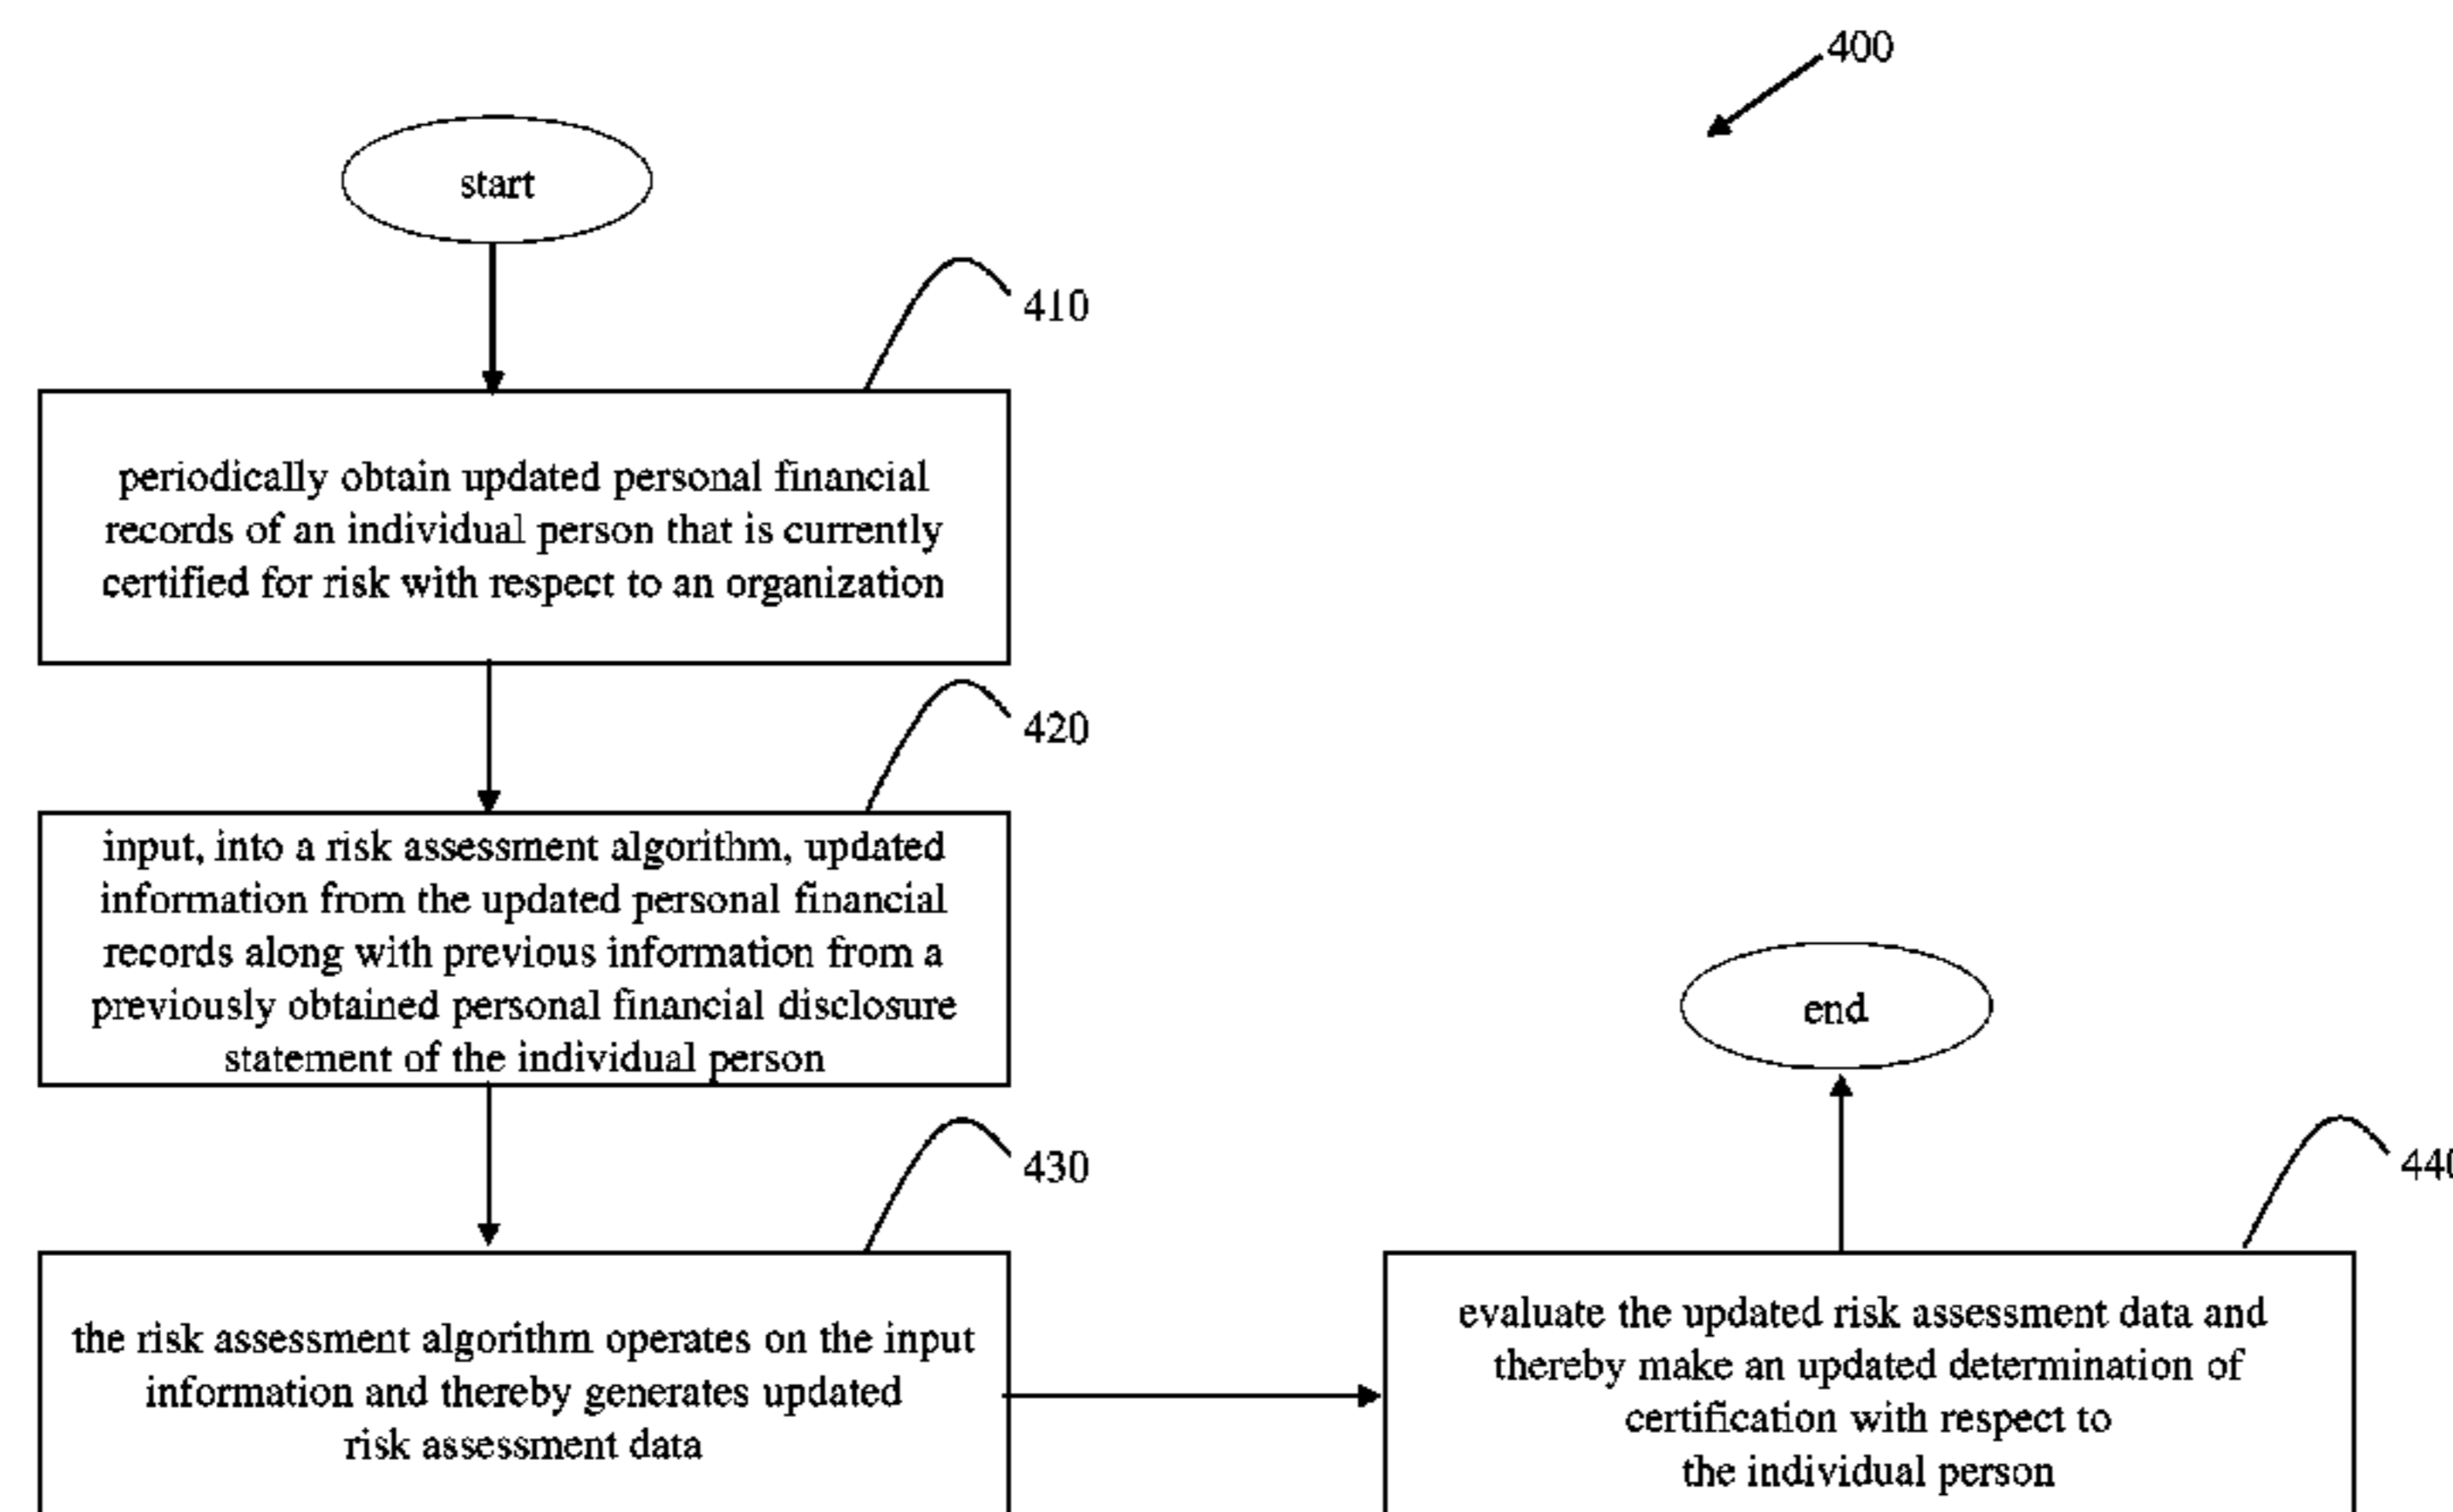 400
start
410
periodically obtain updated personal financial
records of an individual person that is currently
certified for risk with respect to an organization
420
input, into a risk assessment algorithm, updated
information from the updated personal financial
records along with previous information from a
previously obtained personal financial disclosure
statement of the individual person
end
430
440
the risk assessment algorithm operates on the input
information and thereby generates updated
risk assessment data
evaluate the updated risk assessment data and
thereby make an updated determination of
certification with respect to
the individual person